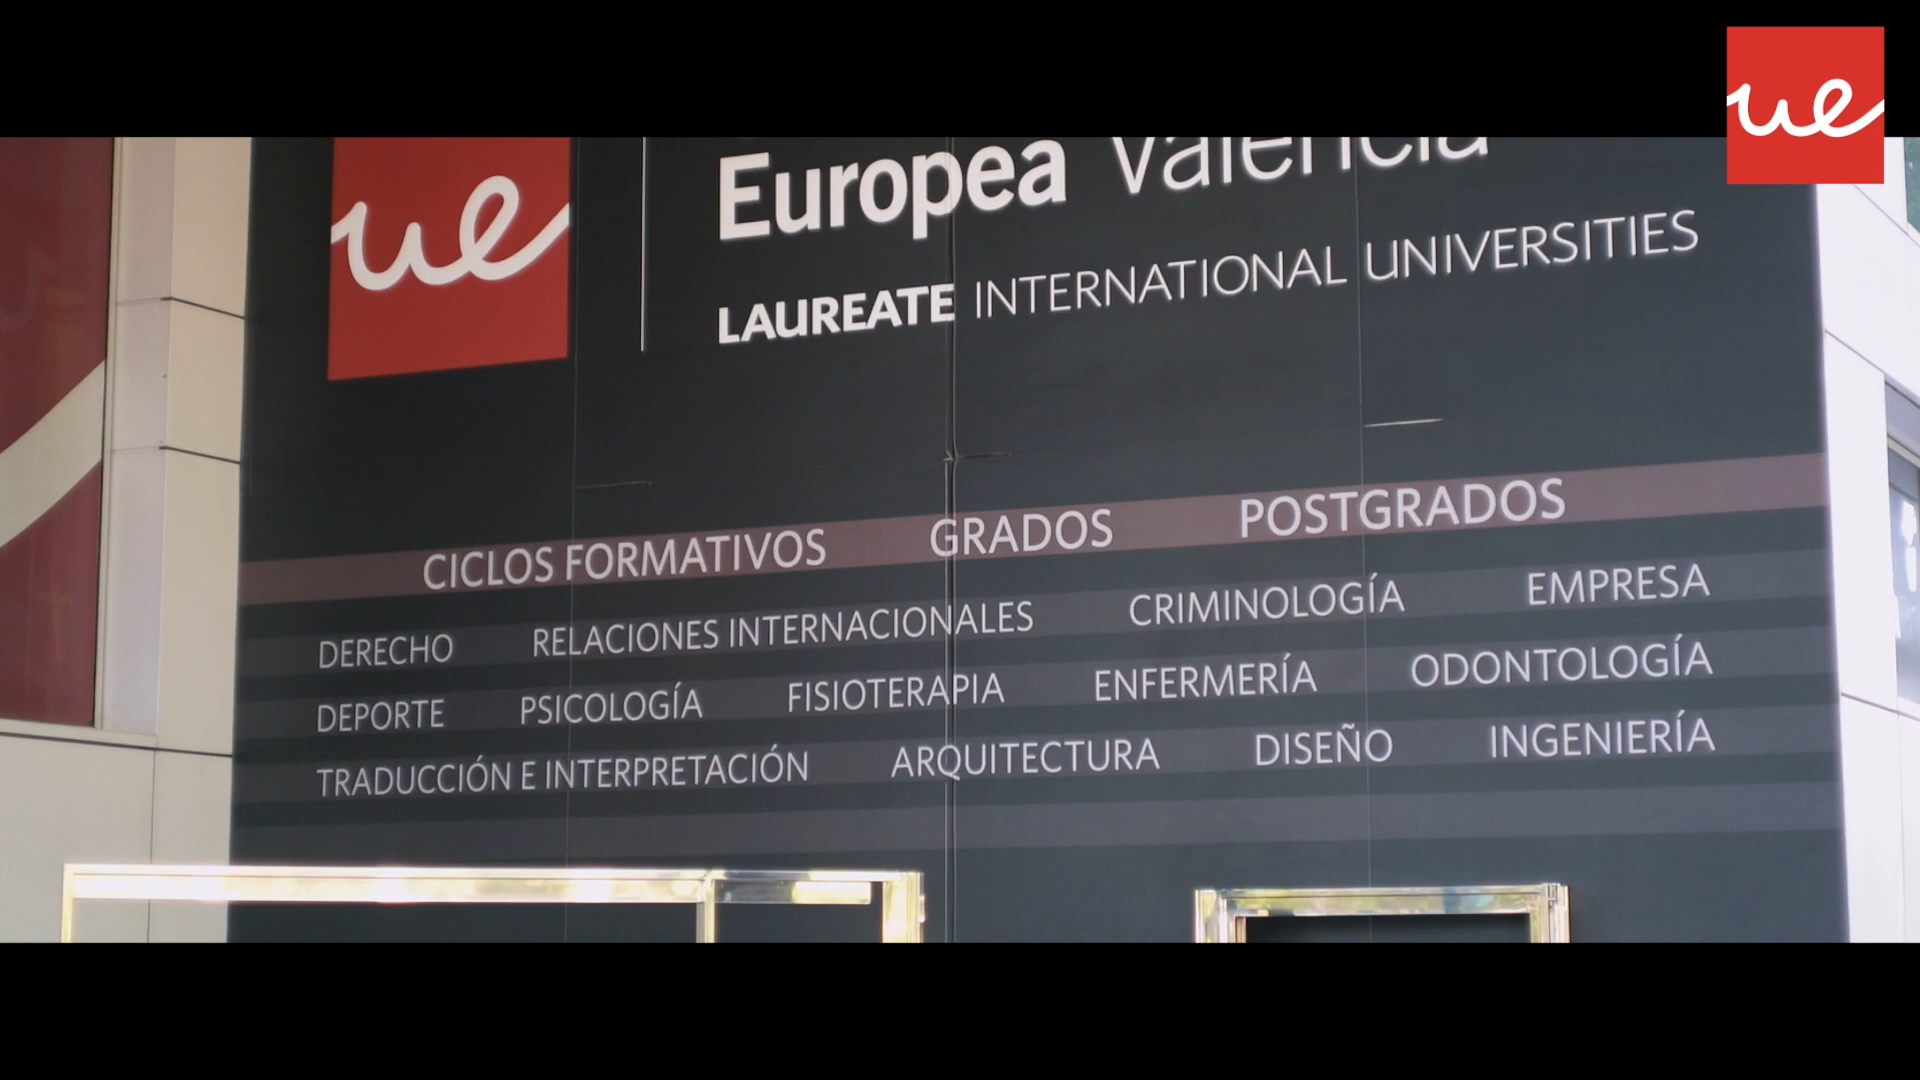 ue
ue
Europea Valencia
LAUREATE INTERNATIONAL UNIVERSITIES
CICLOS FORMATIVOS GRADOS POSTGRADOS
DERECHO RELACIONES INTERNACIONALES CRIMINOLOGÍA EMPRESA
DEPORTE PSICOLOGÍA FISIOTERAPIA ENFERMERÍA ODONTOLOGÍA
TRADUCCIÓN E INTERPRETACIÓN ARQUITECTURA DISEÑO INGENIERÍA